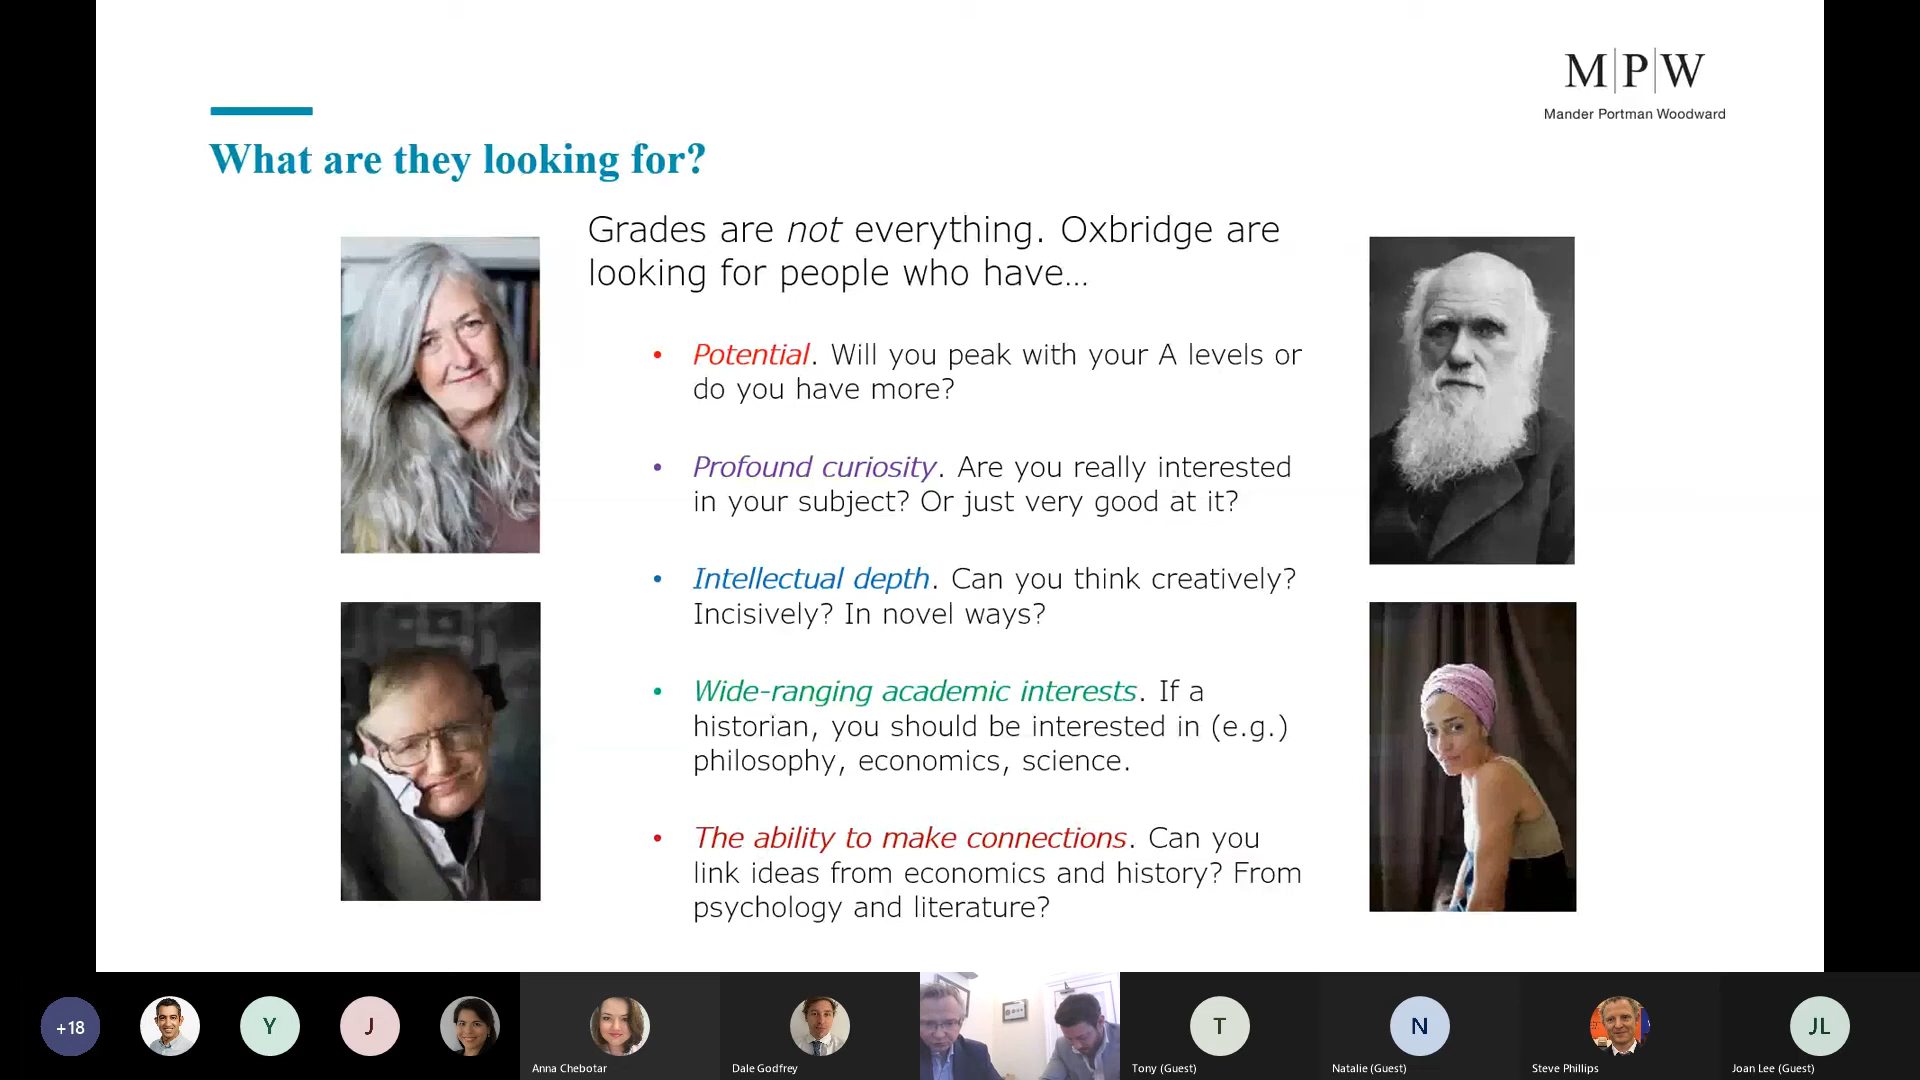 M|P|W
Mander Portman Woodward
What are they looking for?
Grades are not everything. Oxbridge are
looking for people who have...
• Potential. Will you peak with your A levels or
do you have more?
• Profound curiosity. Are you really interested
in your subject? Or just very good at it?
• Intellectual depth. Can you think creatively?
Incisively? In novel ways?
• Wide-ranging academic interests. If a
historian, you should be interested in (e.g.)
philosophy, economics, science.
• The ability to make connections. Can you
link ideas from economics and history? From
psychology and literature?
+18
Y
J
Anna Chebotar
Dale Godfrey
T
Tony (Guest)
N
Natalie (Guest)
Steve Phillips
JL
Joan Lee (Guest)